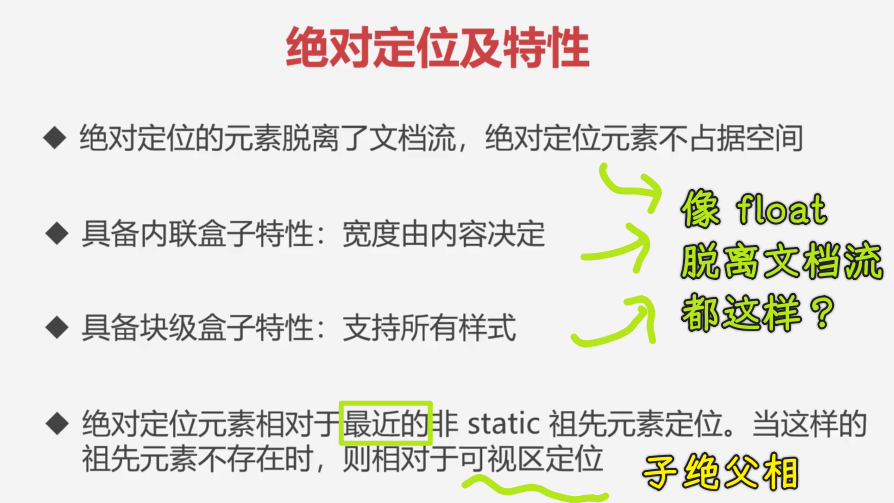 绝对定位及特性
◆ 绝对定位的元素脱离了文档流，绝对定位元素不占据空间
像 float
◆ 具备内联盒子特性：宽度由内容决定
脱离文档流
都这样？
◆ 具备块级盒子特性：支持所有样式
◆ 绝对定位元素相对于最近的非 static 祖先元素定位。当这样的
祖先元素不存在时，则相对于可视区定位
子绝父相